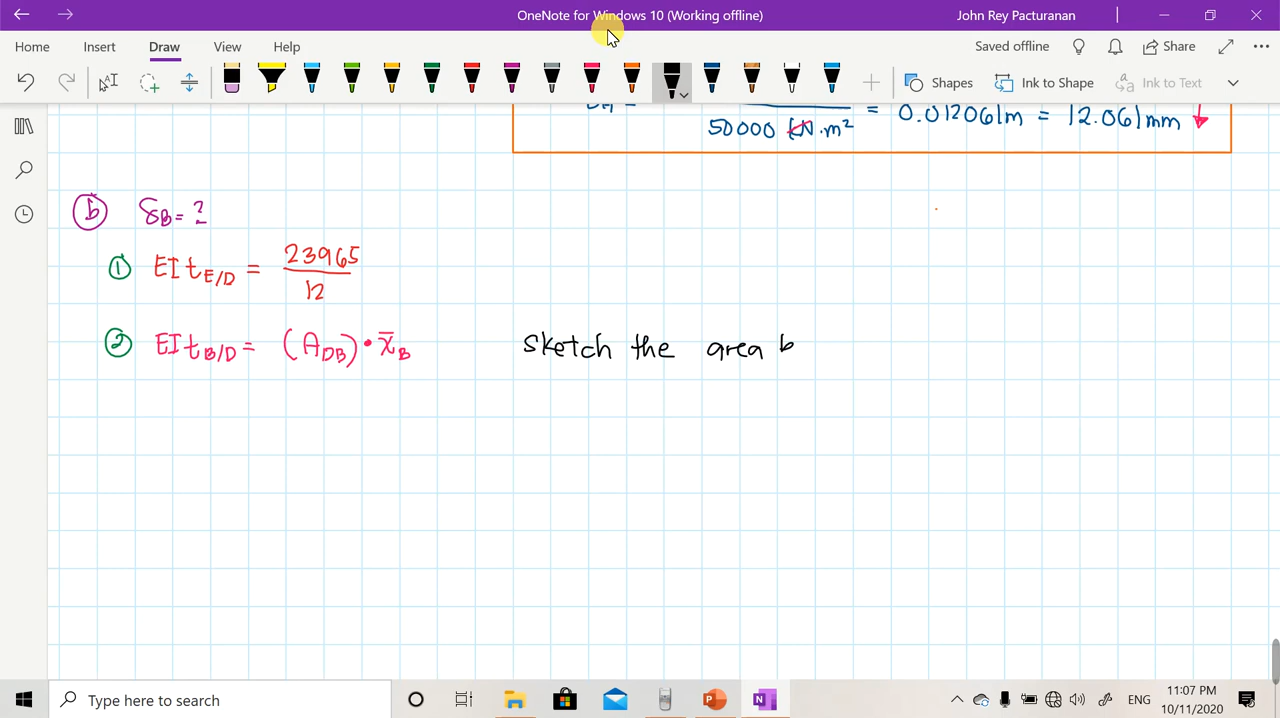 OneNote for Windows 10 (Working offline)
John Rey Pacturanan
Home Insert Draw View Help
Saved offline
Share
Shapes
Ink to Shape
Ink to Text
50000 kN·m² = 0.012061m = 12.061mm
b δB = ?
1 EI tE/D = 23965
12
2 EI tB/D = (ADB) • x̄B
Sketch the area b
Type here to search
ENG
11:07 PM
10/11/2020